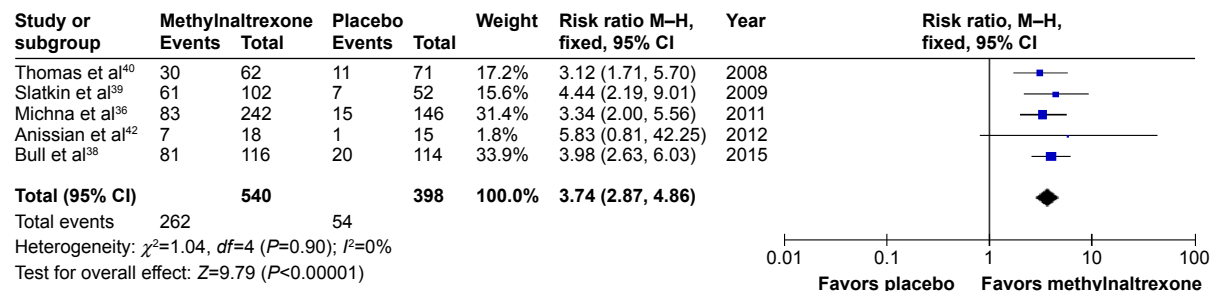 Study or Methylnaltrexone Placebo Weight Risk ratio M–H, Year Risk ratio, M–H,
subgroup Events Total Events Total fixed, 95% CI fixed, 95% CI
Thomas et al⁴⁰ 30 62 11 71 17.2% 3.12 (1.71, 5.70) 2008
Slatkin et al³⁹ 61 102 7 52 15.6% 4.44 (2.19, 9.01) 2009
Michna et al³⁶ 83 242 15 146 31.4% 3.34 (2.00, 5.56) 2011
Anissian et al⁴² 7 18 1 15 1.8% 5.83 (0.81, 42.25) 2012
Bull et al³⁸ 81 116 20 114 33.9% 3.98 (2.63, 6.03) 2015
Total (95% CI) 540 398 100.0% 3.74 (2.87, 4.86)
Total events 262 54
Heterogeneity: χ²=1.04, df=4 (P=0.90); I²=0%
Test for overall effect: Z=9.79 (P<0.00001)
0.01 0.1 1 10 100
Favors placebo Favors methylnaltrexone